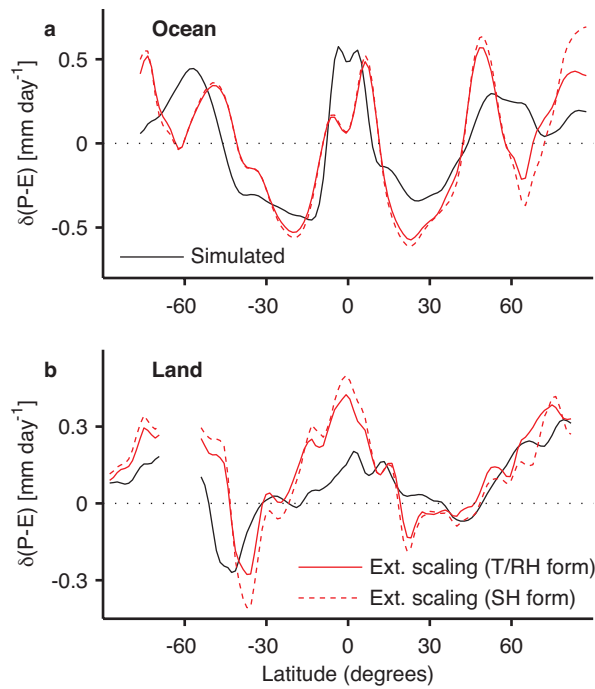 a Ocean
δ(P-E) [mm day-1]
0.5
0
-0.5
Simulated
-60 -30 0 30 60
b Land
δ(P-E) [mm day-1]
0.3
0
-0.3
Ext. scaling (T/RH form)
Ext. scaling (SH form)
-60 -30 0 30 60
Latitude (degrees)